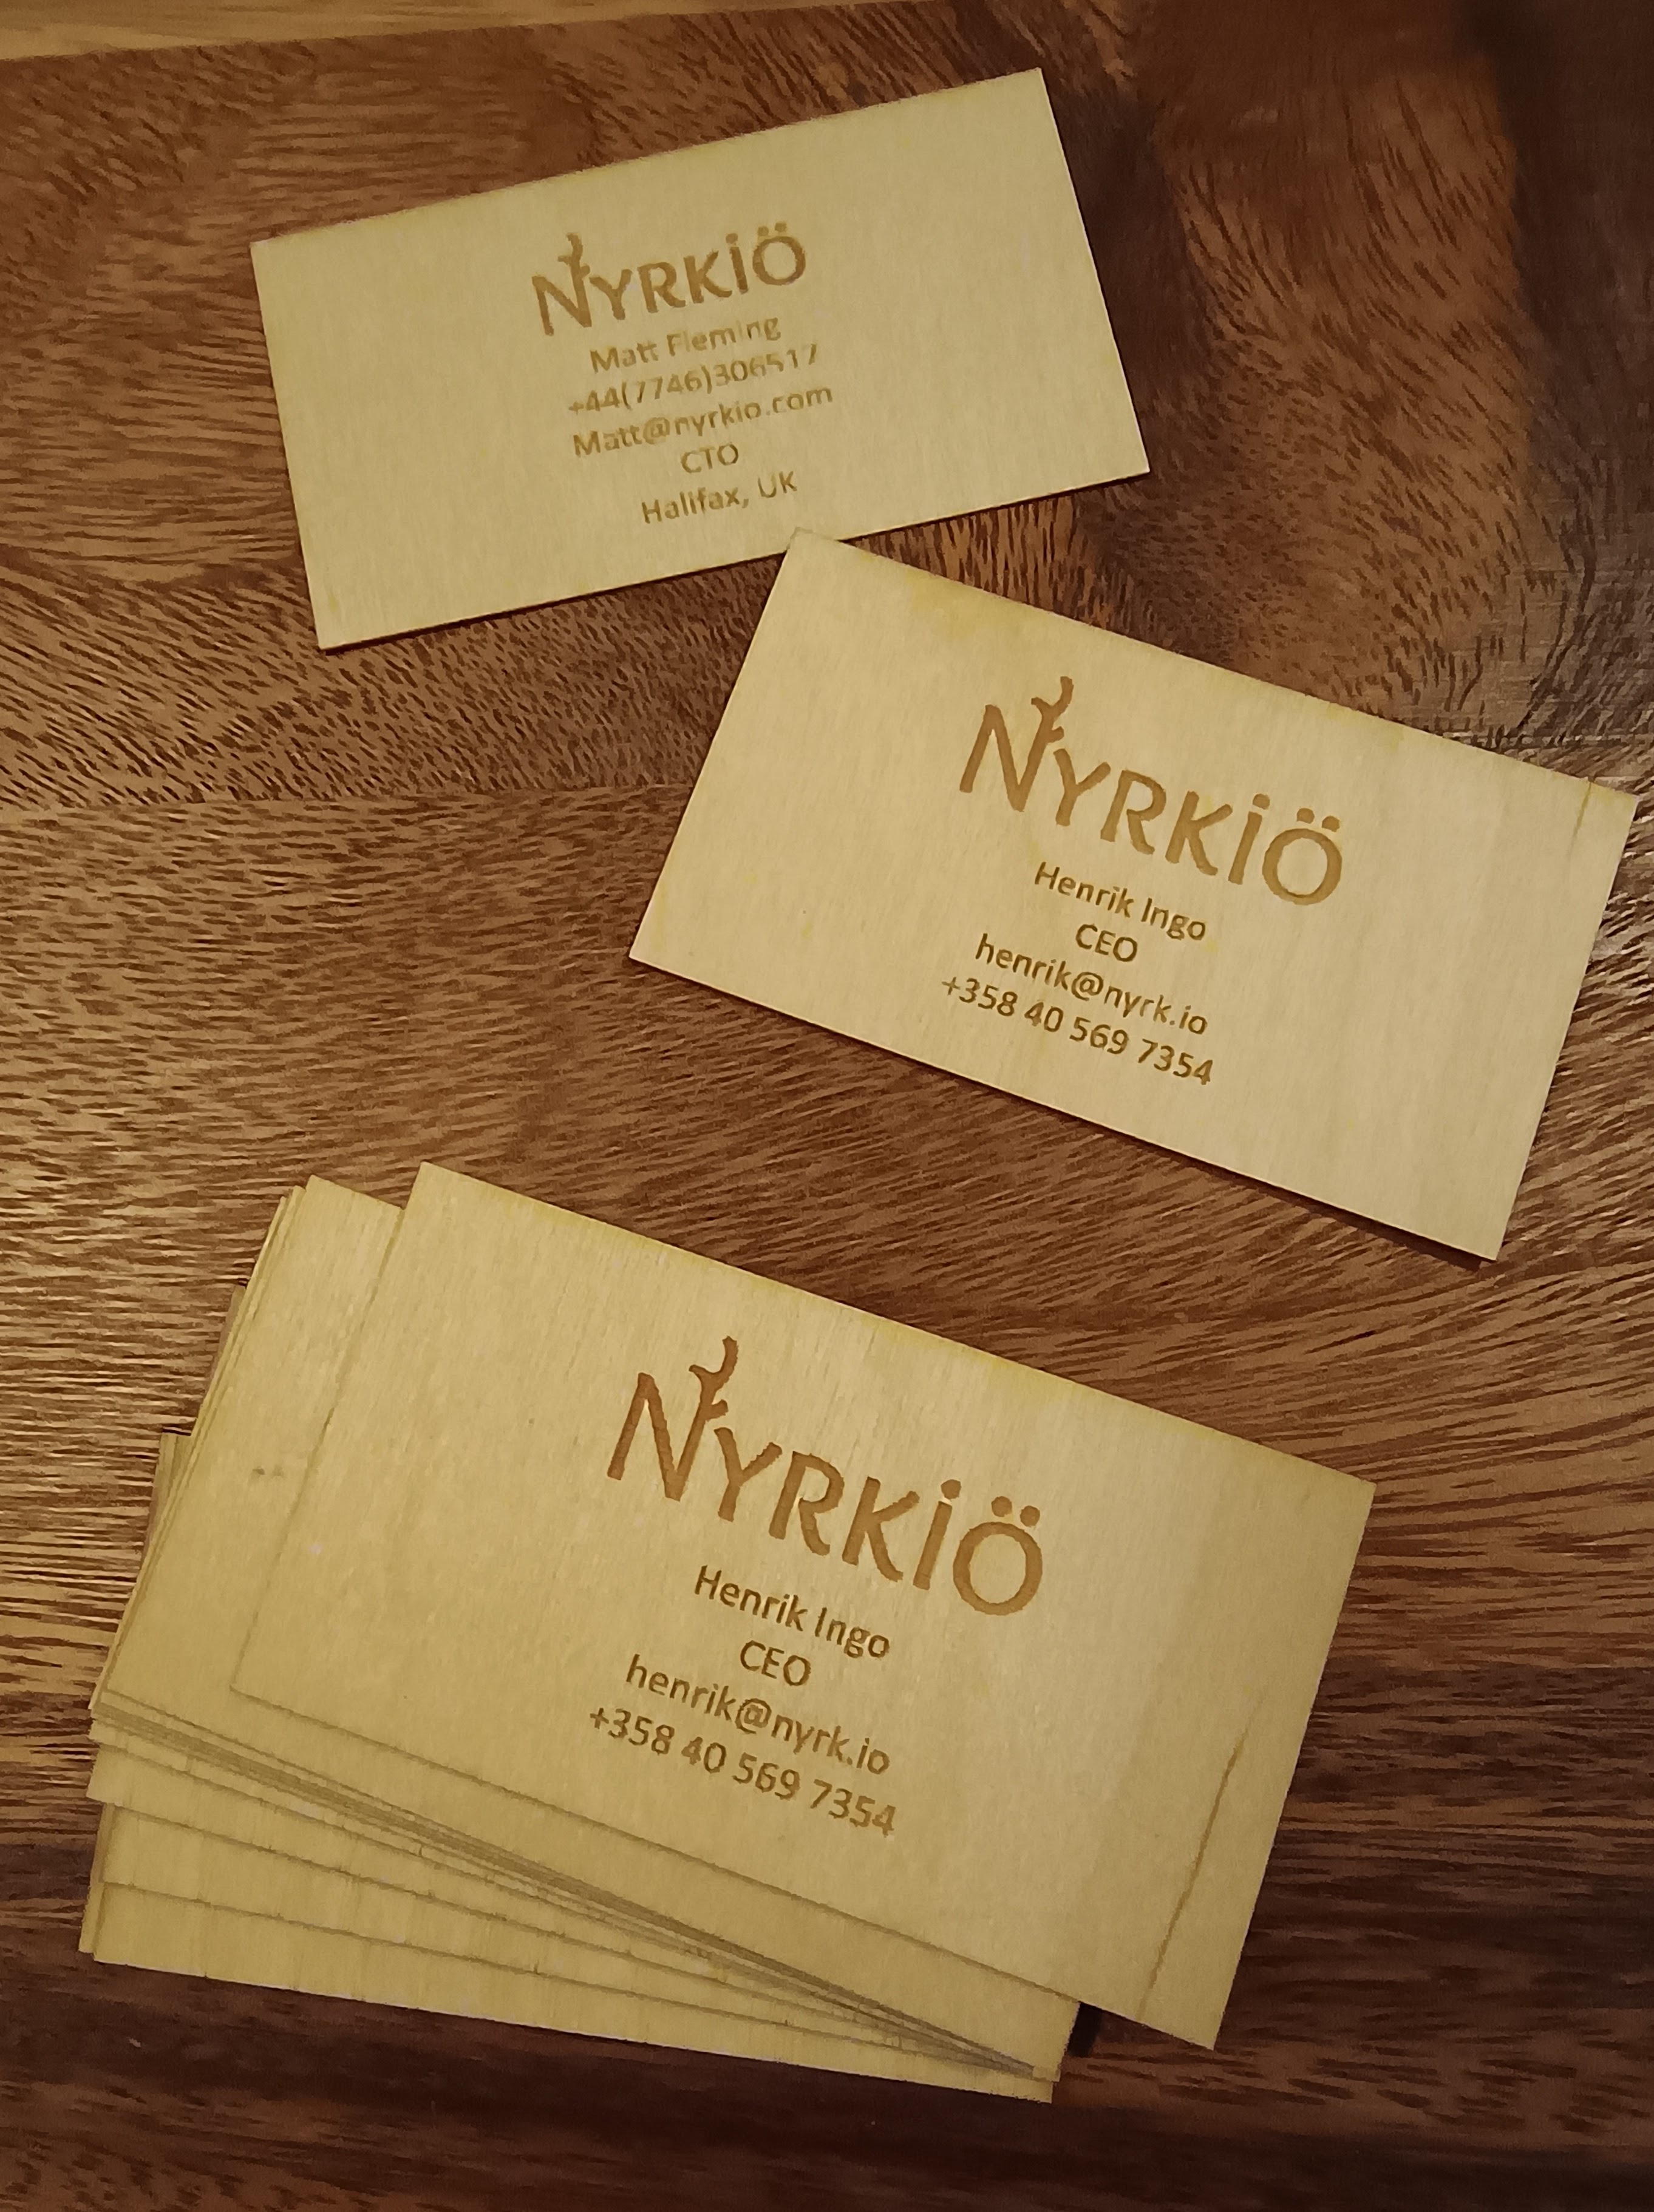 NYRKIÖ
Matt Fleming
+44(7746)306517
Matt@nyrkio.com
CTO
Halifax, UK
NYRKIÖ
Henrik Ingo
CEO
henrik@nyrk.io
+358 40 569 7354
NYRKIÖ
Henrik Ingo
CEO
henrik@nyrk.io
+358 40 569 7354